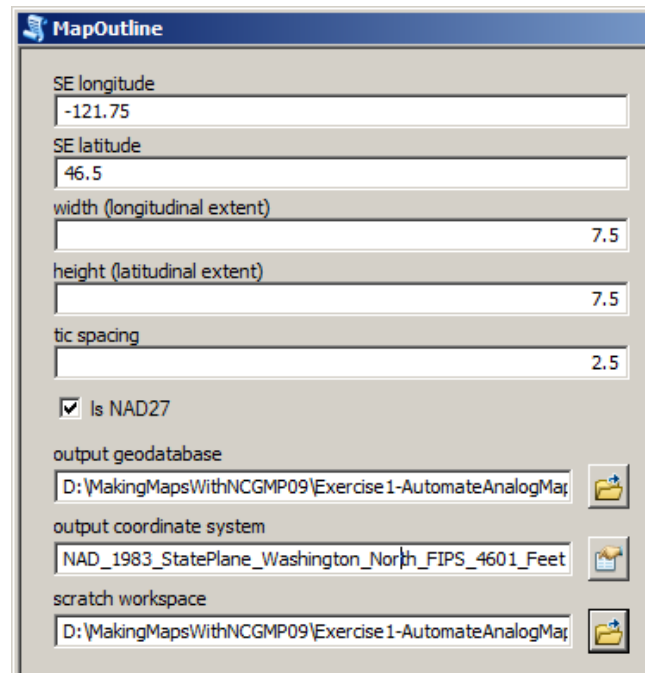 MapOutline
SE longitude
-121.75
SE latitude
46.5
width (longitudinal extent)
7.5
height (latitudinal extent)
7.5
tic spacing
2.5
Is NAD27
output geodatabase
D:\MakingMapsWithNCGMP09\Exercise1-AutomateAnalogMap
output coordinate system
NAD_1983_StatePlane_Washington_North_FIPS_4601_Feet
scratch workspace
D:\MakingMapsWithNCGMP09\Exercise1-AutomateAnalogMap